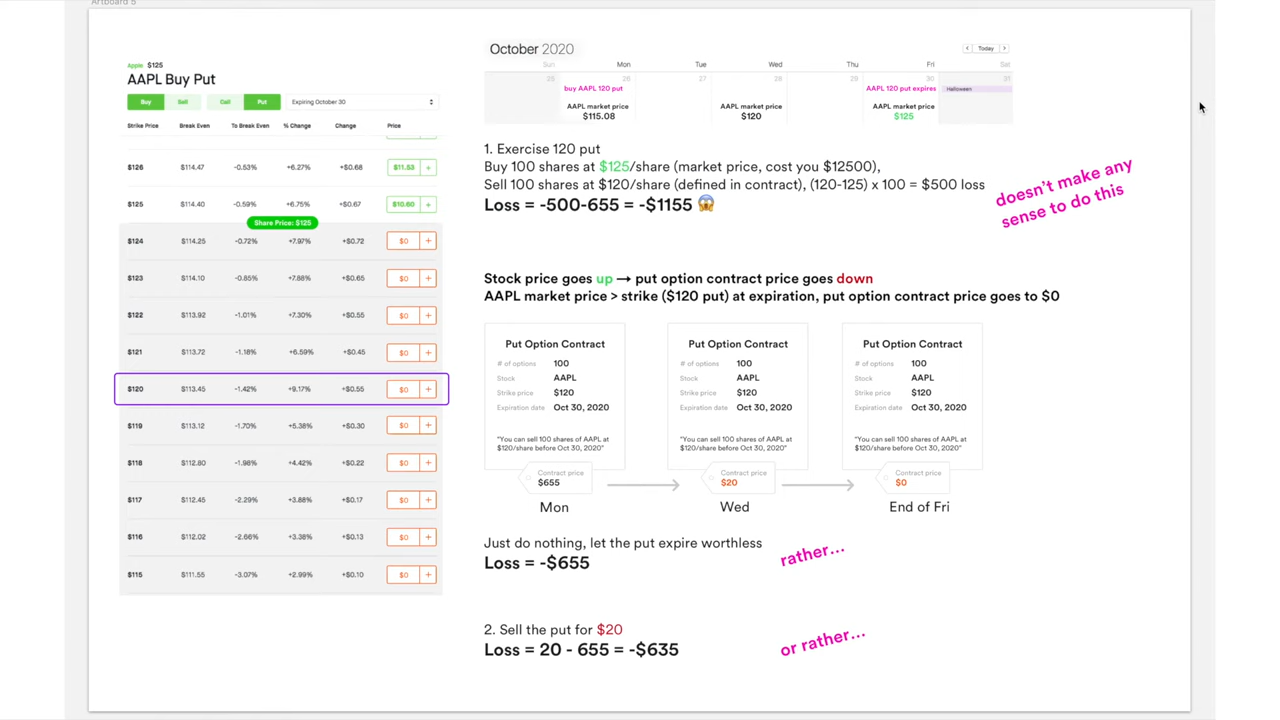 Artboard 5
Apple $125
AAPL Buy Put
Buy Sell Call Put Expiring October 30
Strike Price Break Even To Break Even % Change Change Price
$126 $114.47 -0.53% +6.27% +$0.68 $11.53 +
$125 $114.40 -0.59% +6.75% +$0.67 $10.60 +
Share Price: $125
$124 $114.25 -0.72% +7.97% +$0.72 $0 +
$123 $114.10 -0.85% +7.88% +$0.65 $0 +
$122 $113.92 -1.01% +7.30% +$0.55 $0 +
$121 $113.72 -1.18% +6.59% +$0.45 $0 +
$120 $113.45 -1.42% +9.17% +$0.55 $0 +
$119 $113.12 -1.70% +5.38% +$0.30 $0 +
$118 $112.80 -1.98% +4.42% +$0.22 $0 +
$117 $112.45 -2.29% +3.88% +$0.17 $0 +
$116 $112.02 -2.66% +3.38% +$0.13 $0 +
$115 $111.55 -3.07% +2.99% +$0.10 $0 +
October 2020
< Today >
Sun Mon Tue Wed Thu Fri Sat
25 26 27 28 29 30 31
buy AAPL 120 put AAPL 120 put expires Halloween
AAPL market price AAPL market price AAPL market price
$115.08 $120 $125
1. Exercise 120 put
Buy 100 shares at $125/share (market price, cost you $12500),
Sell 100 shares at $120/share (defined in contract), (120-125) x 100 = $500 loss
Loss = -500-655 = -$1155 😱
doesn't make any
sense to do this
Stock price goes up → put option contract price goes down
AAPL market price > strike ($120 put) at expiration, put option contract price goes to $0
Put Option Contract
# of options 100
Stock AAPL
Strike price $120
Expiration date Oct 30, 2020
"You can sell 100 shares of AAPL at
$120/share before Oct 30, 2020"
Contract price
$655
Mon
Put Option Contract
# of options 100
Stock AAPL
Strike price $120
Expiration date Oct 30, 2020
"You can sell 100 shares of AAPL at
$120/share before Oct 30, 2020"
Contract price
$20
Wed
Put Option Contract
# of options 100
Stock AAPL
Strike price $120
Expiration date Oct 30, 2020
"You can sell 100 shares of AAPL at
$120/share before Oct 30, 2020"
Contract price
$0
End of Fri
Just do nothing, let the put expire worthless
Loss = -$655
rather...
2. Sell the put for $20
Loss = 20 - 655 = -$635
or rather...